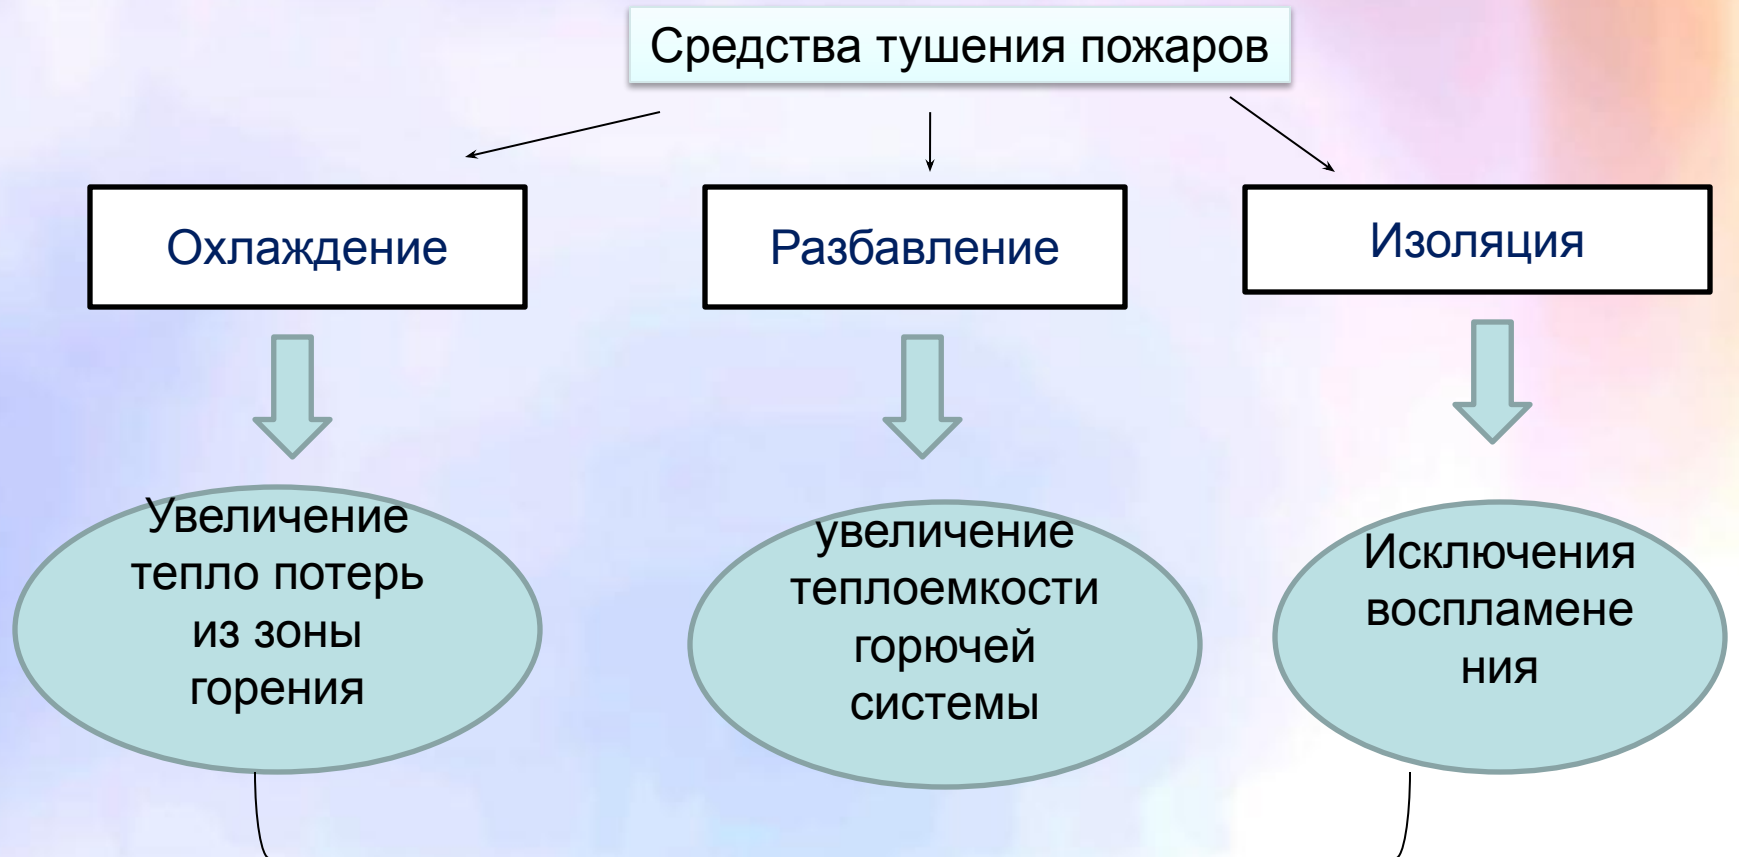 Средства тушения пожаров
Охлаждение
Разбавление
Изоляция
Увеличение
тепло потерь
из зоны
горения
увеличение
теплоемкости
горючей
системы
Исключения
воспламене
ния